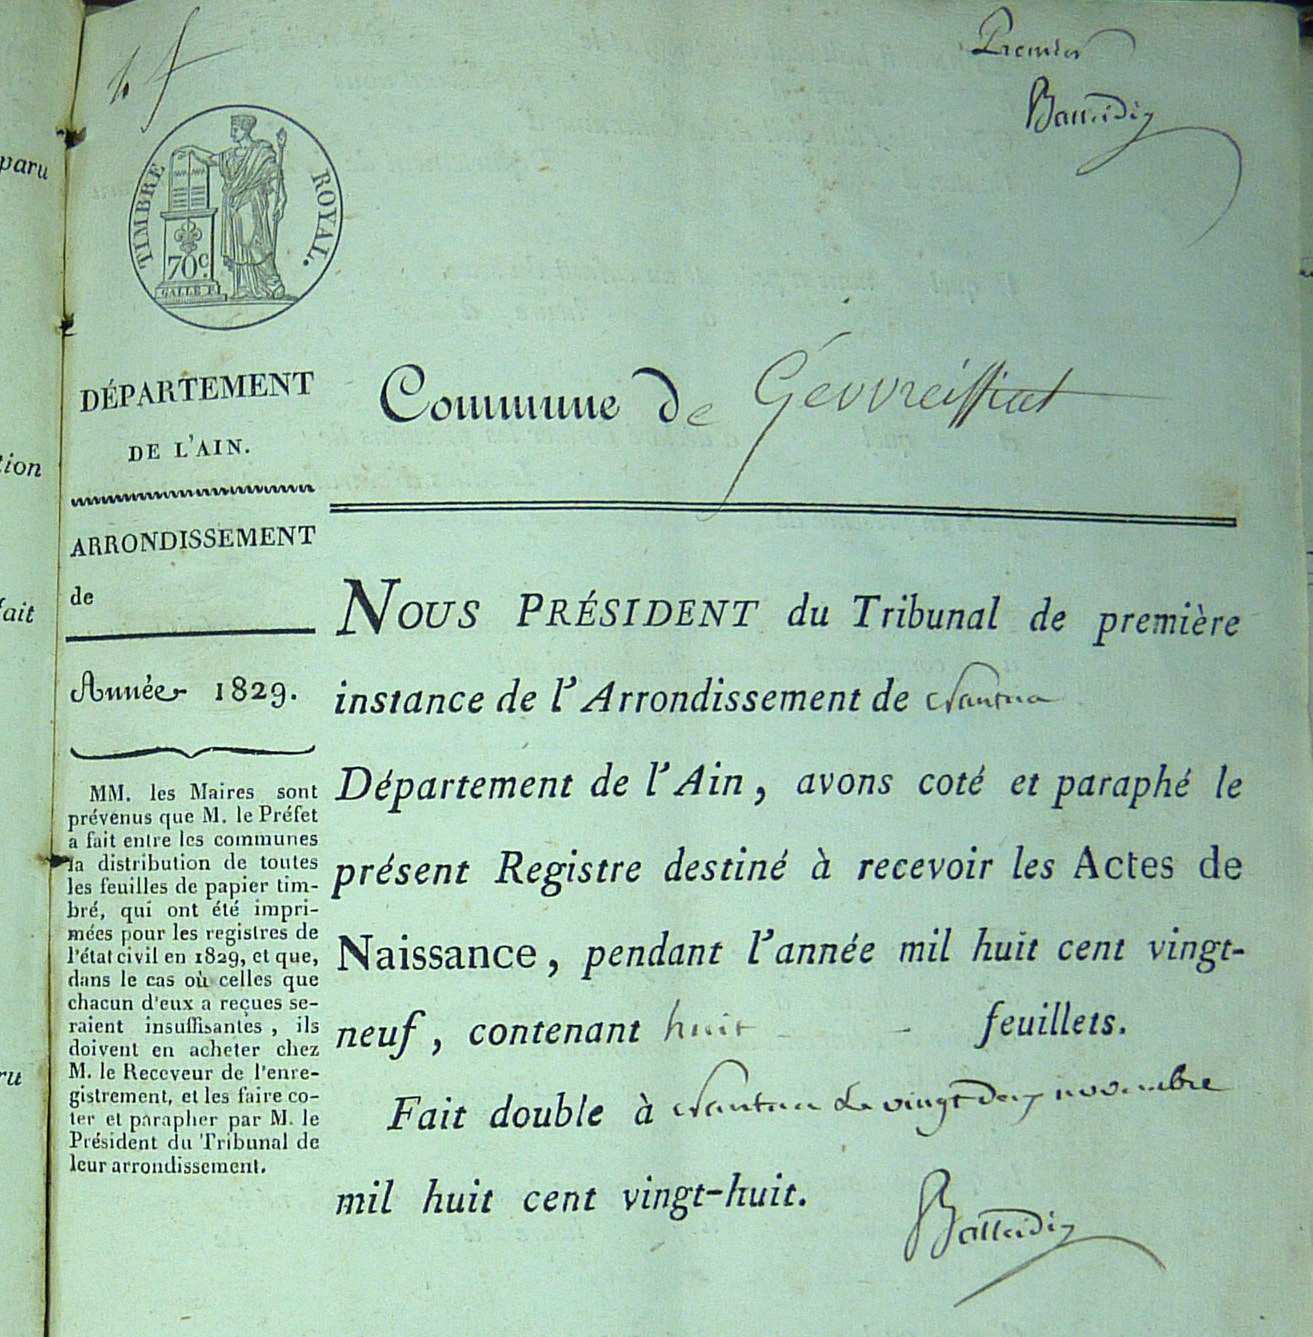 Premier
TIMBRE ROYAL.
70c.
GALLE FT
DÉPARTEMENT
DE L'AIN.
ARRONDISSEMENT
de
Année 1829.
MM. les Maires sont
prévenus que M. le Préfet
a fait entre les communes
la distribution de toutes
les feuilles de papier tim-
bré, qui ont été impri-
mées pour les registres de
l'état civil en 1829, et que,
dans le cas où celles que
chacun d'eux a reçues se-
raient insuffisantes, ils
doivent en acheter chez
M. le Receveur de l'enre-
gistrement, et les faire co-
ter et parapher par M. le
Président du Tribunal de
leur arrondissement.
Commune de Gévvreissiat
NOUS PRÉSIDENT du Tribunal de première
instance de l'Arrondissement de Nantua
Département de l'Ain, avons coté et paraphé le
présent Registre destiné à recevoir les Actes de
Naissance, pendant l'année mil huit cent vingt-
neuf, contenant huit feuillets.
Fait double à Nantua le vingt deux novembre
mil huit cent vingt-huit.
paru
tion
fait
ru